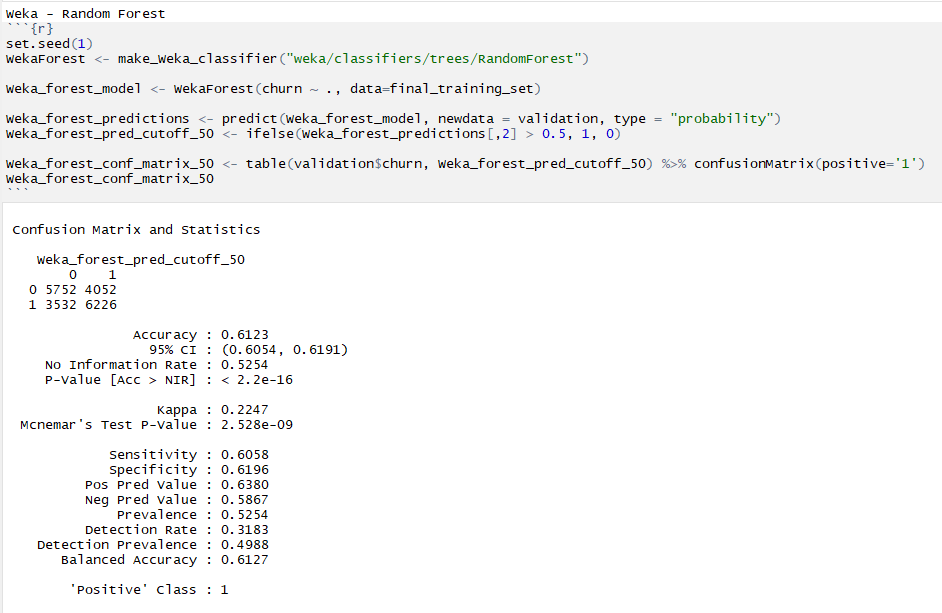 Weka - Random Forest
```{r}
set.seed(1)
WekaForest <- make_Weka_classifier("weka/classifiers/trees/RandomForest")
Weka_forest_model <- WekaForest(churn ~ ., data=final_training_set)
Weka_forest_predictions <- predict(Weka_forest_model, newdata = validation, type = "probability")
Weka_forest_pred_cutoff_50 <- ifelse(Weka_forest_predictions[,2] > 0.5, 1, 0)
Weka_forest_conf_matrix_50 <- table(validation$churn, Weka_forest_pred_cutoff_50) %>% confusionMatrix(positive='1')
Weka_forest_conf_matrix_50
```
Confusion Matrix and Statistics
Weka_forest_pred_cutoff_50
0 1
0 5752 4052
1 3532 6226
Accuracy : 0.6123
95% CI : (0.6054, 0.6191)
No Information Rate : 0.5254
P-Value [Acc > NIR] : < 2.2e-16
Kappa : 0.2247
Mcnemar's Test P-Value : 2.528e-09
Sensitivity : 0.6058
Specificity : 0.6196
Pos Pred Value : 0.6380
Neg Pred Value : 0.5867
Prevalence : 0.5254
Detection Rate : 0.3183
Detection Prevalence : 0.4988
Balanced Accuracy : 0.6127
'Positive' Class : 1